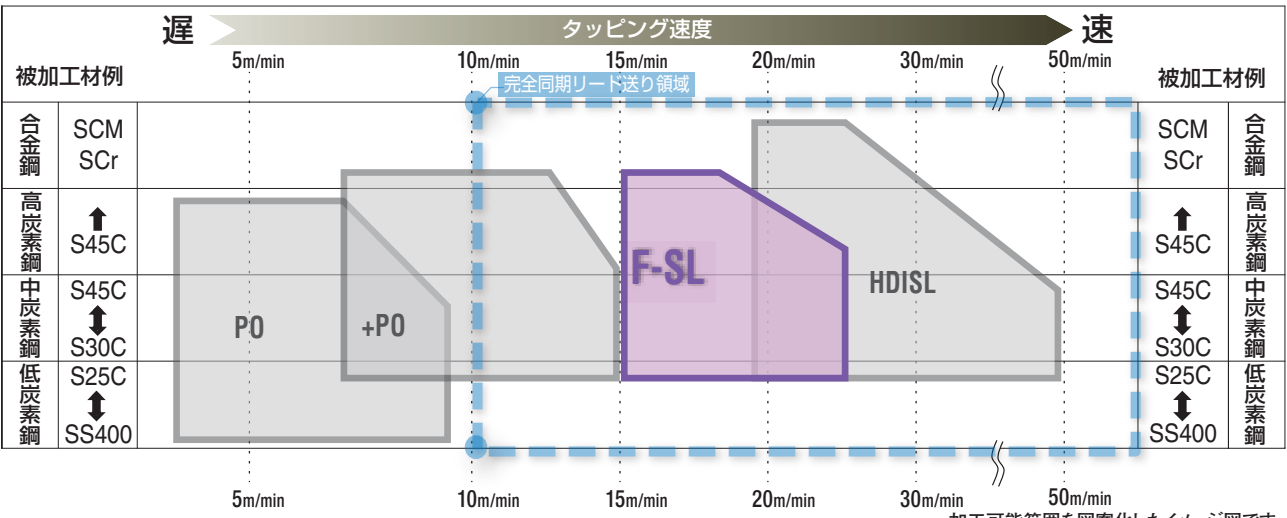 遅 タッピング速度 速
5m/min 10m/min 15m/min 20m/min 30m/min 50m/min
被加工材例 完全同期リード送り領域 被加工材例
合金鋼 SCM SCr
高炭素鋼 S45C
中炭素鋼 S45C S30C
低炭素鋼 S25C SS400
PO
+PO
F-SL
HDISL
SCM SCr 合金鋼
S45C 高炭素鋼
S45C S30C 中炭素鋼
S25C SS400 低炭素鋼
5m/min 10m/min 15m/min 20m/min 30m/min 50m/min